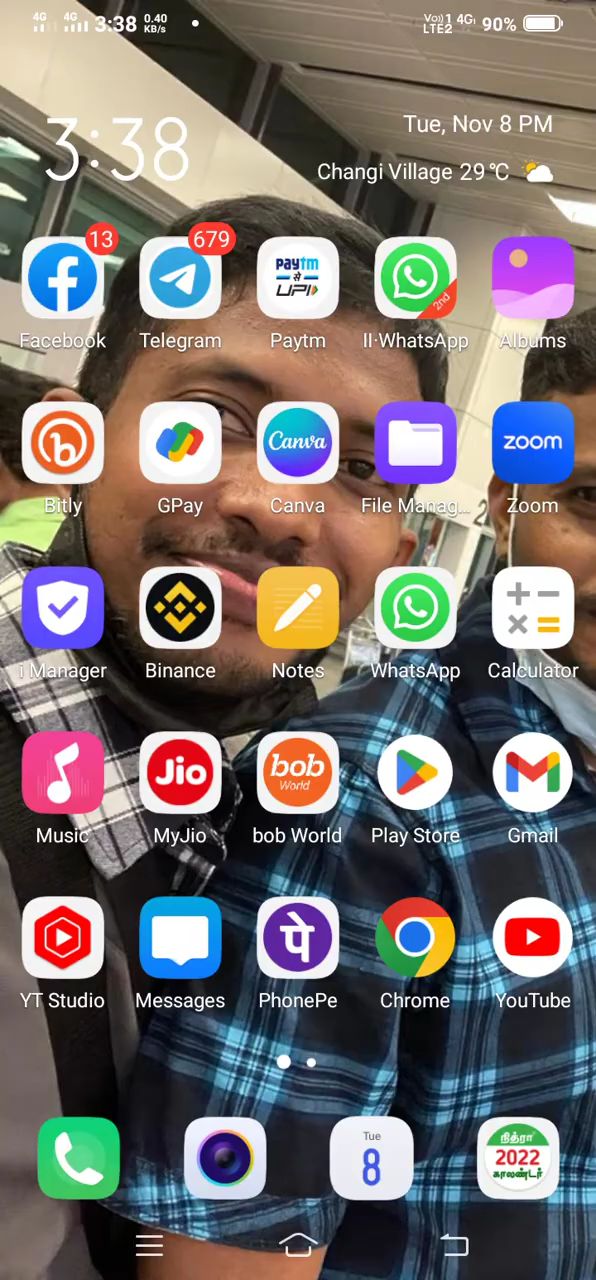 4G 4G 3:38 0.40 KB/s
Vo)) 1 4G LTE2 90%
3:38
Tue, Nov 8 PM
Changi Village 29℃
13 679
Paytm से UPI 2nd
Facebook Telegram Paytm II·WhatsApp Albums
Canva zoom
Bitly GPay Canva File Manag... Zoom
i Manager Binance Notes WhatsApp Calculator
Jio bob World
Music MyJio bob World Play Store Gmail
पे
YT Studio Messages PhonePe Chrome YouTube
Tue
8
நித்ரா
2022
காலண்டர்